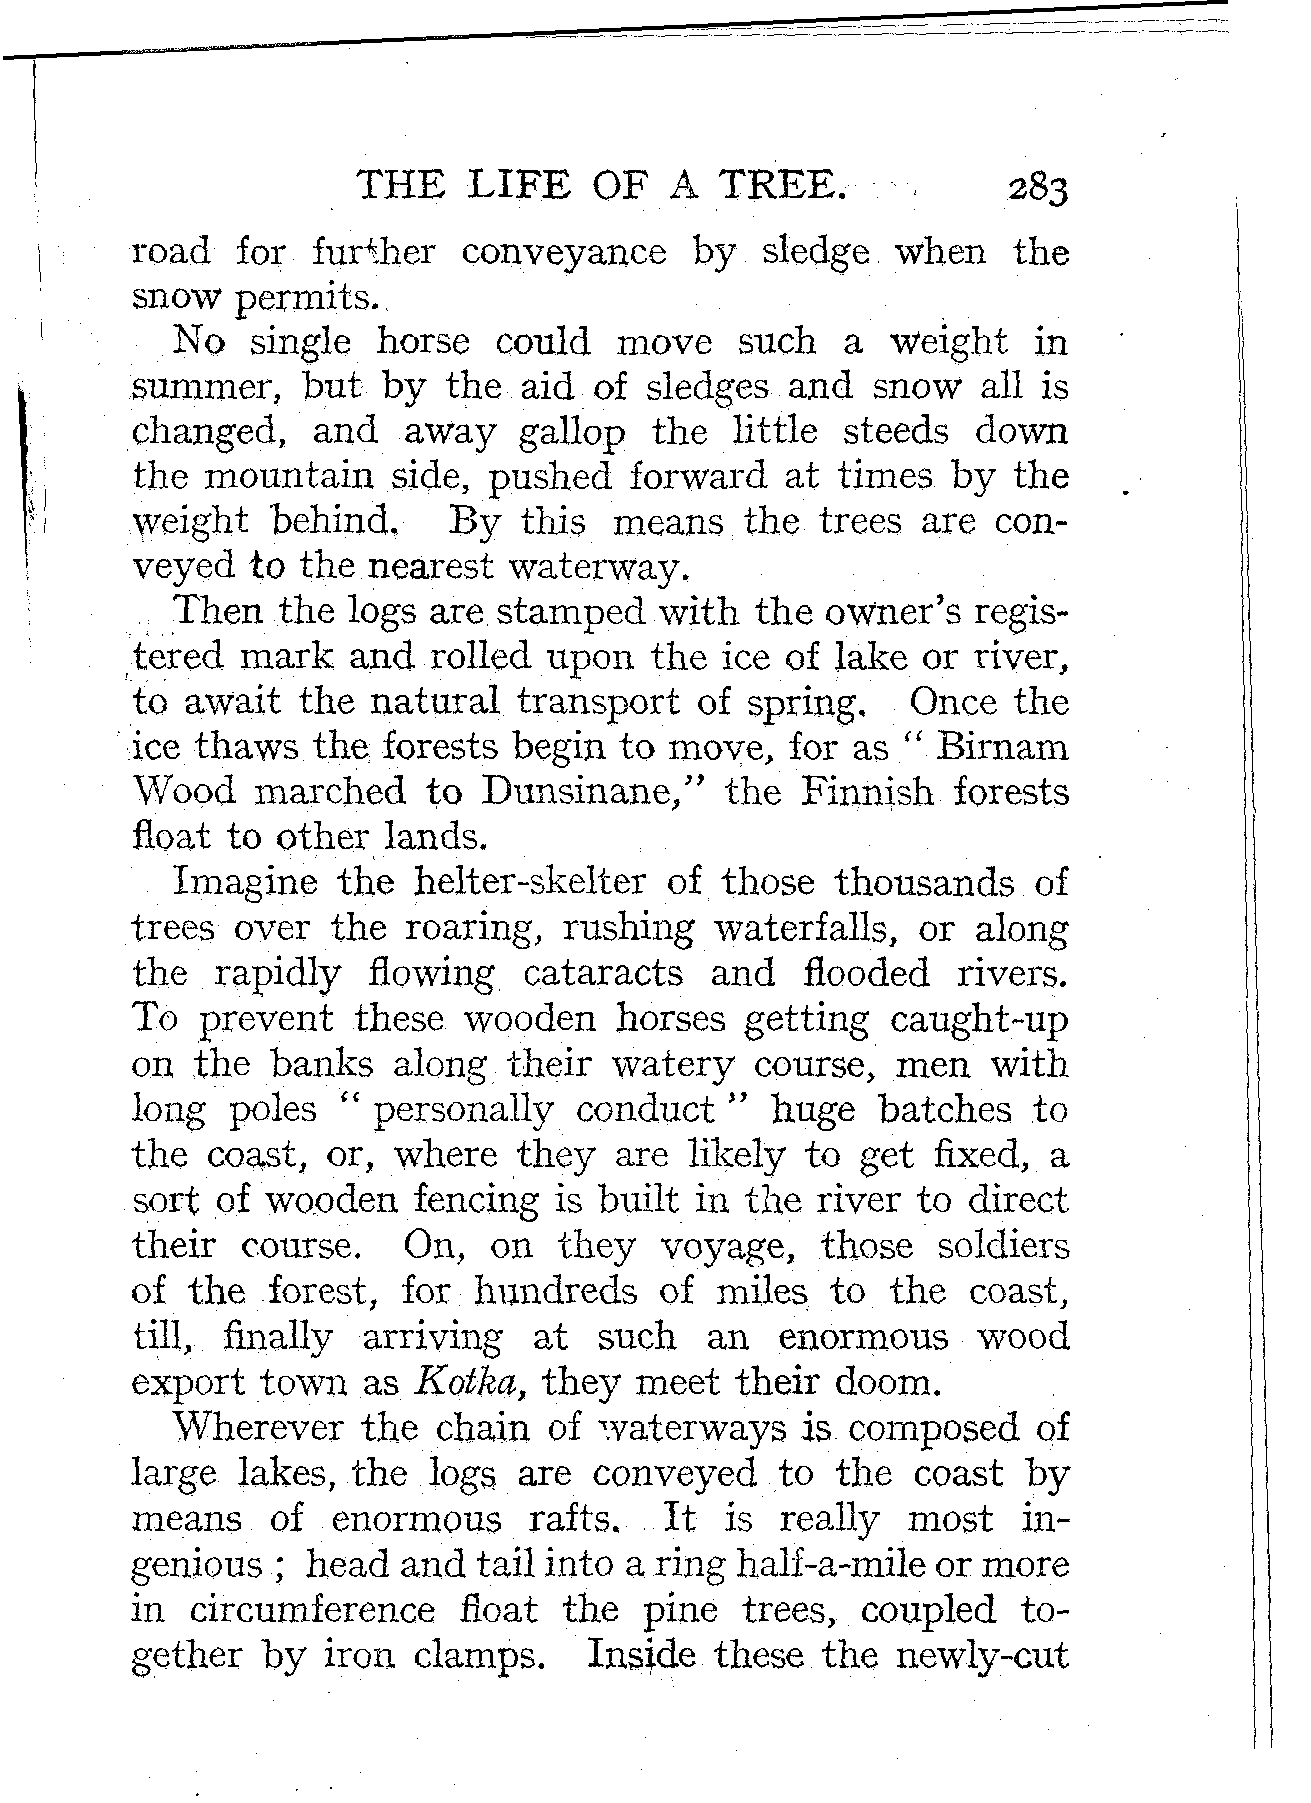 THE LIFE OF A TREE. 283
road for further conveyance by sledge when the
snow permits.
No single horse could move such a weight in
summer, but by the aid of sledges and snow all is
changed, and away gallop the little steeds down
the mountain side, pushed forward at times by the
weight behind. By this means the trees are con-
veyed to the nearest waterway.
Then the logs are stamped with the owner's regis-
tered mark and rolled upon the ice of lake or river,
to await the natural transport of spring. Once the
ice thaws the forests begin to move, for as “ Birnam
Wood marched to Dunsinane,” the Finnish forests
float to other lands.
Imagine the helter-skelter of those thousands of
trees over the roaring, rushing waterfalls, or along
the rapidly flowing cataracts and flooded rivers.
To prevent these wooden horses getting caught-up
on the banks along their watery course, men with
long poles “ personally conduct ” huge batches to
the coast, or, where they are likely to get fixed, a
sort of wooden fencing is built in the river to direct
their course. On, on they voyage, those soldiers
of the forest, for hundreds of miles to the coast,
till, finally arriving at such an enormous wood
export town as Kotka, they meet their doom.
Wherever the chain of waterways is composed of
large lakes, the logs are conveyed to the coast by
means of enormous rafts. It is really most in-
genious ; head and tail into a ring half-a-mile or more
in circumference float the pine trees, coupled to-
gether by iron clamps. Inside these the newly-cut